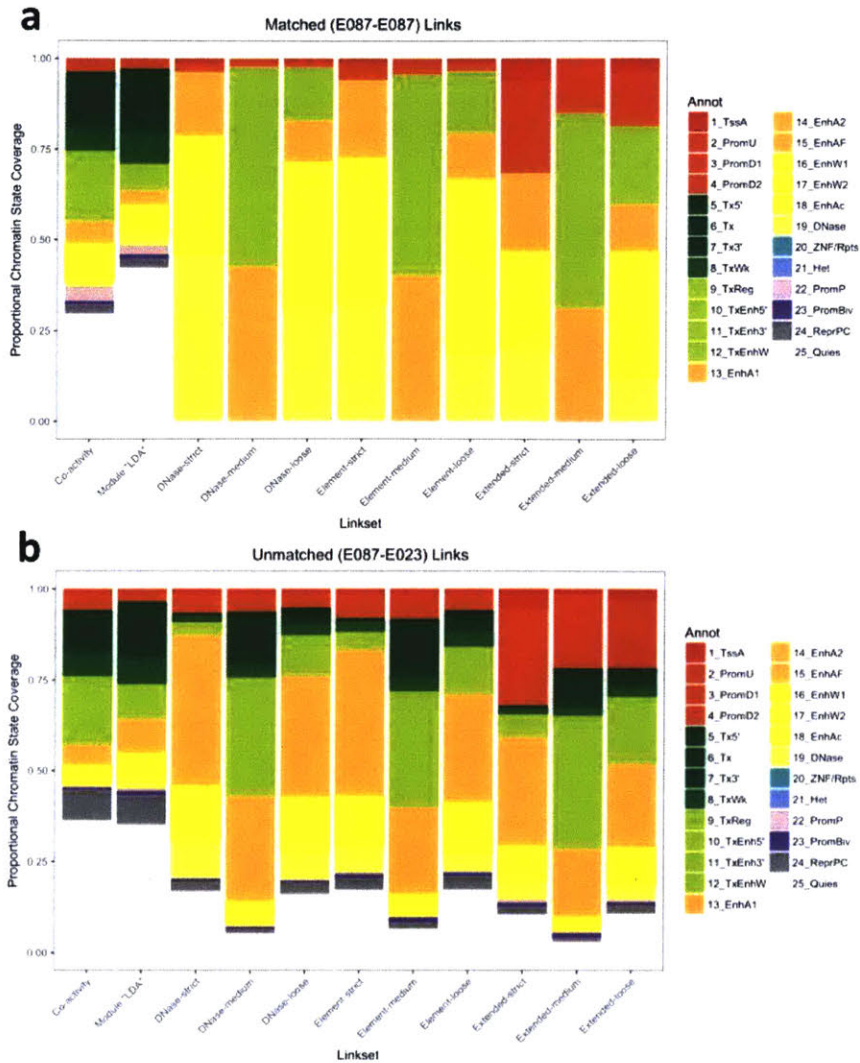 a
Matched (E087-E087) Links
Proportional Chromatin State Coverage
1.00
0.75
0.50
0.25
0.00
Co-activity
Module "LDA"
DNase-strict
DNase-medium
DNase-loose
Element-strict
Element-medium
Element-loose
Extended-strict
Extended-medium
Extended-loose
Linkset
Annot
1_TssA
2_PromU
3_PromD1
4_PromD2
5_Tx5'
6_Tx
7_Tx3'
8_TxWk
9_TxReg
10_TxEnh5'
11_TxEnh3'
12_TxEnhW
13_EnhA1
14_EnhA2
15_EnhAF
16_EnhW1
17_EnhW2
18_EnhAc
19_DNase
20_ZNF/Rpts
21_Het
22_PromP
23_PromBiv
24_ReprPC
25_Quies
b
Unmatched (E087-E023) Links
Proportional Chromatin State Coverage
1.00
0.75
0.50
0.25
0.00
Co-activity
Module "LDA"
DNase-strict
DNase-medium
DNase-loose
Element-strict
Element-medium
Element-loose
Extended-strict
Extended-medium
Extended-loose
Linkset
Annot
1_TssA
2_PromU
3_PromD1
4_PromD2
5_Tx5'
6_Tx
7_Tx3'
8_TxWk
9_TxReg
10_TxEnh5'
11_TxEnh3'
12_TxEnhW
13_EnhA1
14_EnhA2
15_EnhAF
16_EnhW1
17_EnhW2
18_EnhAc
19_DNase
20_ZNF/Rpts
21_Het
22_PromP
23_PromBiv
24_ReprPC
25_Quies